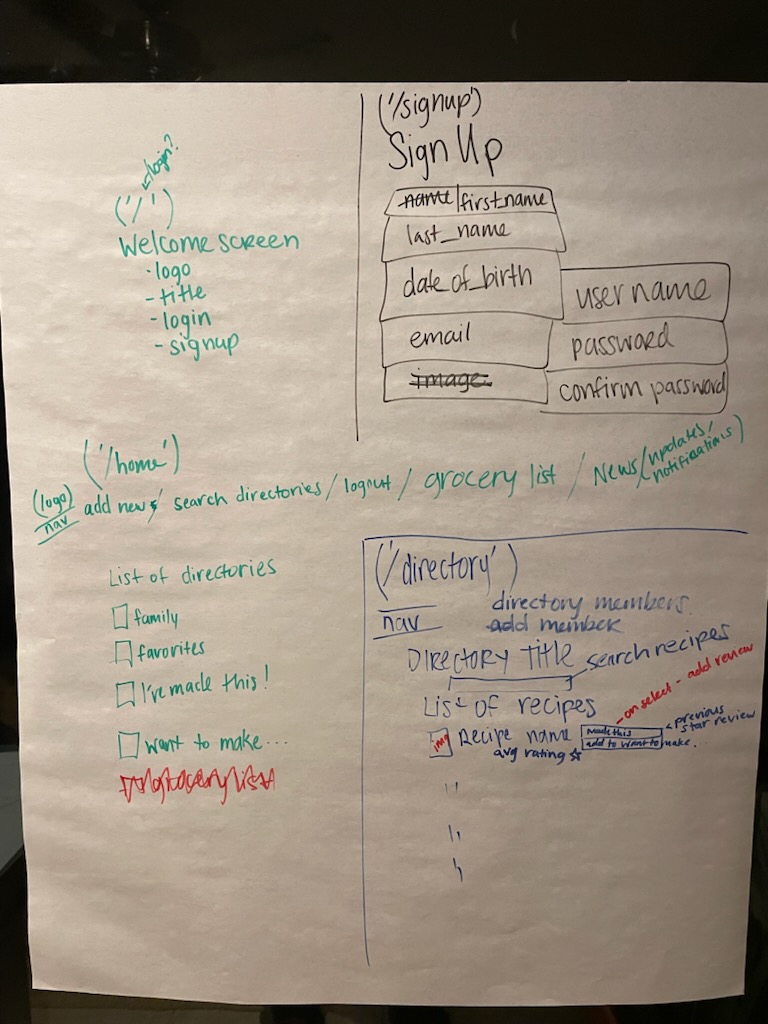 login?
('/')
Welcome screen
- logo
- title
- login
- signup
('/signup')
Sign Up
name | first_name
last_name
date_of_birth
email
image
user name
password
confirm password
('/home')
(logo)
nav
add new / search directories / logout / grocery list / News (updates/
notifications)
List of directories
family
favorites
I've made this!
want to make...
('/directory')
nav
directory members
add member
DIRECTORY TITLE
search recipes
List of recipes
on select - add review
img
Recipe name
made this
add to want to make...
previous
star review
avg rating ☆